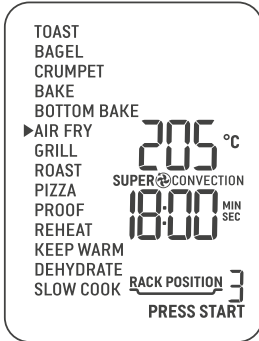 TOAST
BAGEL
CRUMPET
BAKE
BOTTOM BAKE
▶AIR FRY
205 °C
GRILL
ROAST
SUPER CONVECTION
PIZZA
18:00 MIN SEC
PROOF
REHEAT
KEEP WARM
DEHYDRATE
SLOW COOK
RACK POSITION 3
PRESS START